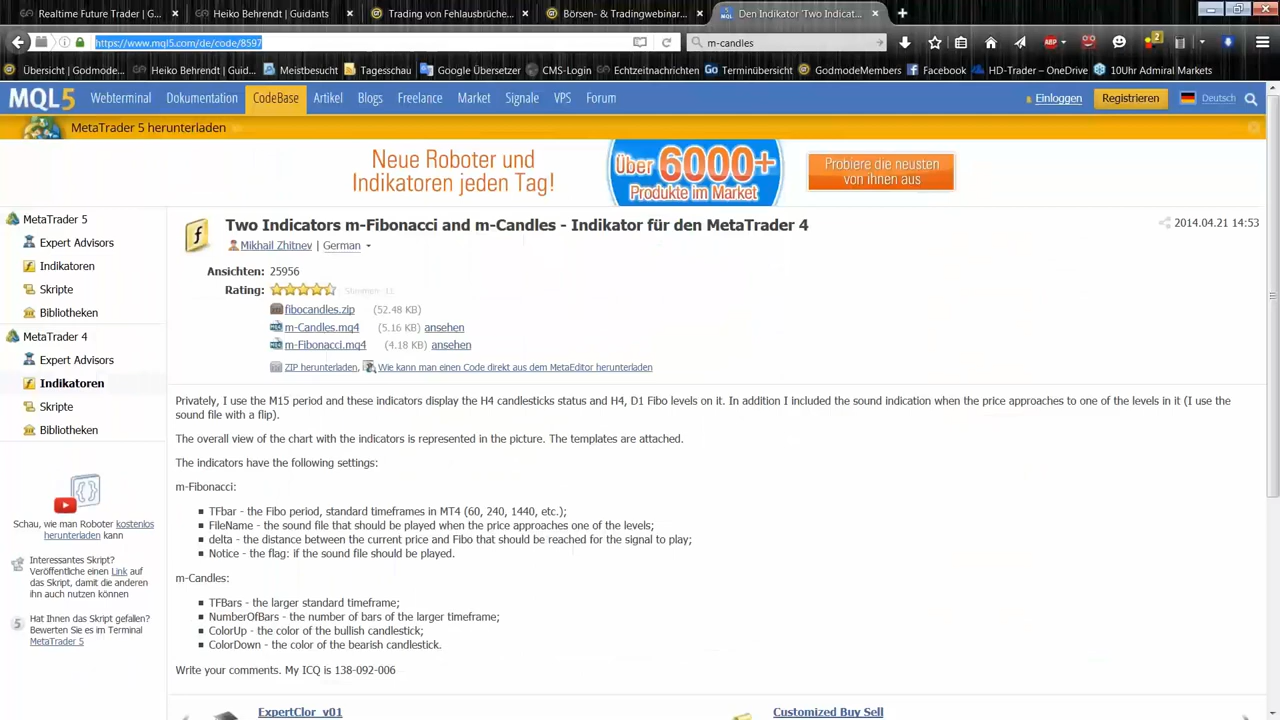 Realtime Future Trader | G... ×
Heiko Behrendt | Guidants ×
Trading von Fehlausbrüche... ×
Börsen- & Tradingwebinar... ×
Den Indikator 'Two Indicat... ×
https://www.mql5.com/de/code/8597
m-candles
ABP
2
Übersicht | Godmode...
Heiko Behrendt | Guid...
Meistbesucht
Tagesschau
Google Übersetzer
CMS-Login
Echtzeitnachrichten
Go Terminübersicht
GodmodeMembers
Facebook
HD-Trader – OneDrive
10Uhr Admiral Markets
MQL5
Webterminal
Dokumentation
CodeBase
Artikel
Blogs
Freelance
Market
Signale
VPS
Forum
Einloggen
Registrieren
Deutsch
MetaTrader 5 herunterladen
Neue Roboter und
Indikatoren jeden Tag!
Über 6000+
Produkte im Market
Probiere die neusten
von ihnen aus
MetaTrader 5
Expert Advisors
Indikatoren
Skripte
Bibliotheken
MetaTrader 4
Expert Advisors
Indikatoren
Skripte
Bibliotheken
Schau, wie man Roboter kostenlos
herunterladen kann
Interessantes Skript?
Veröffentliche einen Link auf
das Skript, damit die anderen
ihn auch nutzen können
5 Hat Ihnen das Skript gefallen?
Bewerten Sie es im Terminal
MetaTrader 5
Two Indicators m-Fibonacci and m-Candles - Indikator für den MetaTrader 4
2014.04.21 14:53
Mikhail Zhitnev | German
Ansichten: 25956
Rating:
fibocandles.zip (52.48 KB)
m-Candles.mq4 (5.16 KB) ansehen
m-Fibonacci.mq4 (4.18 KB) ansehen
ZIP herunterladen, Wie kann man einen Code direkt aus dem MetaEditor herunterladen
Privately, I use the M15 period and these indicators display the H4 candlesticks status and H4, D1 Fibo levels on it. In addition I included the sound indication when the price approaches to one of the levels in it (I use the
sound file with a flip).
The overall view of the chart with the indicators is represented in the picture. The templates are attached.
The indicators have the following settings:
m-Fibonacci:
TFbar - the Fibo period, standard timeframes in MT4 (60, 240, 1440, etc.);
FileName - the sound file that should be played when the price approaches one of the levels;
delta - the distance between the current price and Fibo that should be reached for the signal to play;
Notice - the flag: if the sound file should be played.
m-Candles:
TFBars - the larger standard timeframe;
NumberOfBars - the number of bars of the larger timeframe;
ColorUp - the color of the bullish candlestick;
ColorDown - the color of the bearish candlestick.
Write your comments. My ICQ is 138-092-006
ExpertClor_v01
Customized Buy Sell